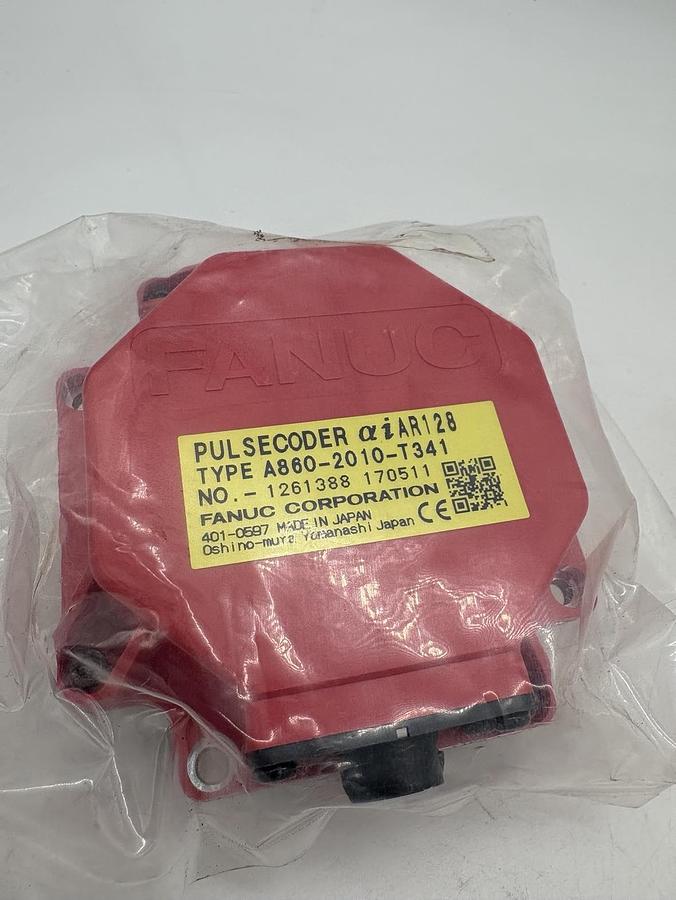 FANUC
PULSECODER αiAR128
TYPE A860-2010-T341
NO.- 1261388 170511
FANUC CORPORATION
401-0597 MADE IN JAPAN
Oshino-mura Yamanashi Japan CE